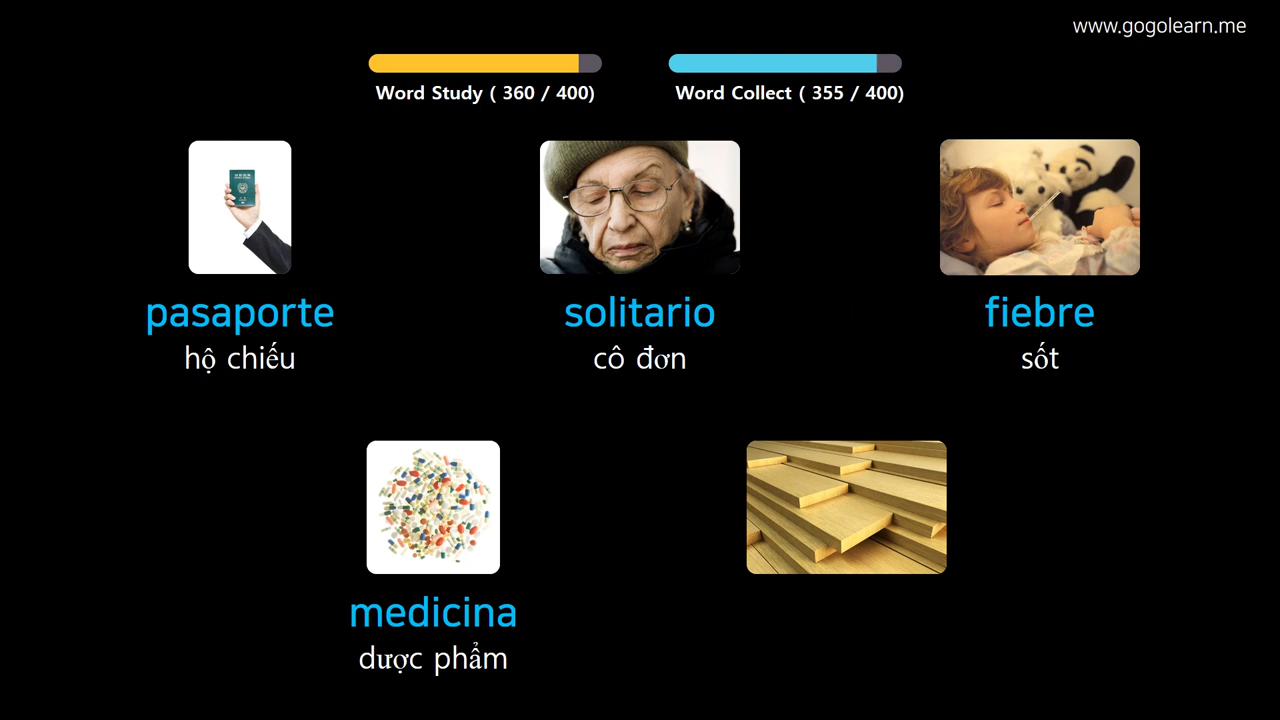 www.gogolearn.me
Word Study ( 360 / 400)
Word Collect ( 355 / 400)
pasaporte
hộ chiếu
solitario
cô đơn
fiebre
sốt
medicina
dược phẩm